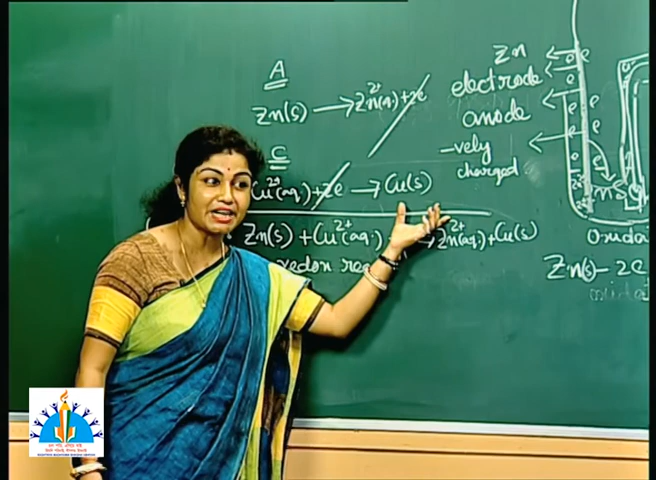 A
Zn(s) → Zn²⁺(aq) + 2e
C
Cu²⁺(aq) + 2e → Cu(s)
Zn(s) + Cu²⁺(aq) → Zn²⁺(aq) + Cu(s)
redox
Zn
electrode
anode
-vely
charged
e
e
e
e
e
e
e
Zn(s) - 2e